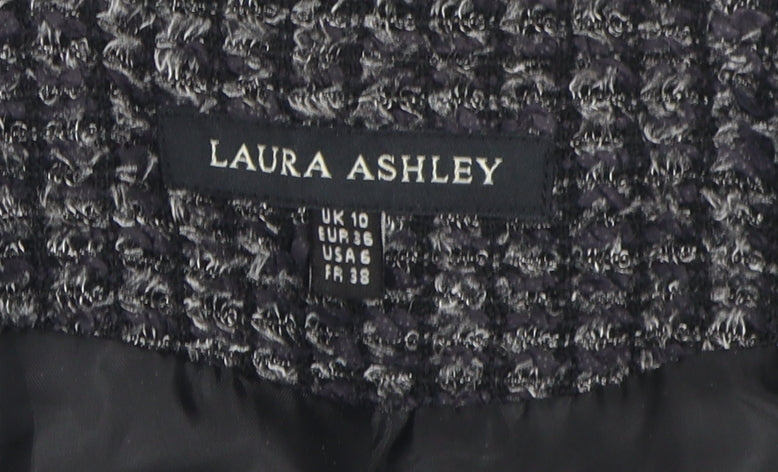 LAURA ASHLEY
UK 10
EUR 36
USA 6
FR 38